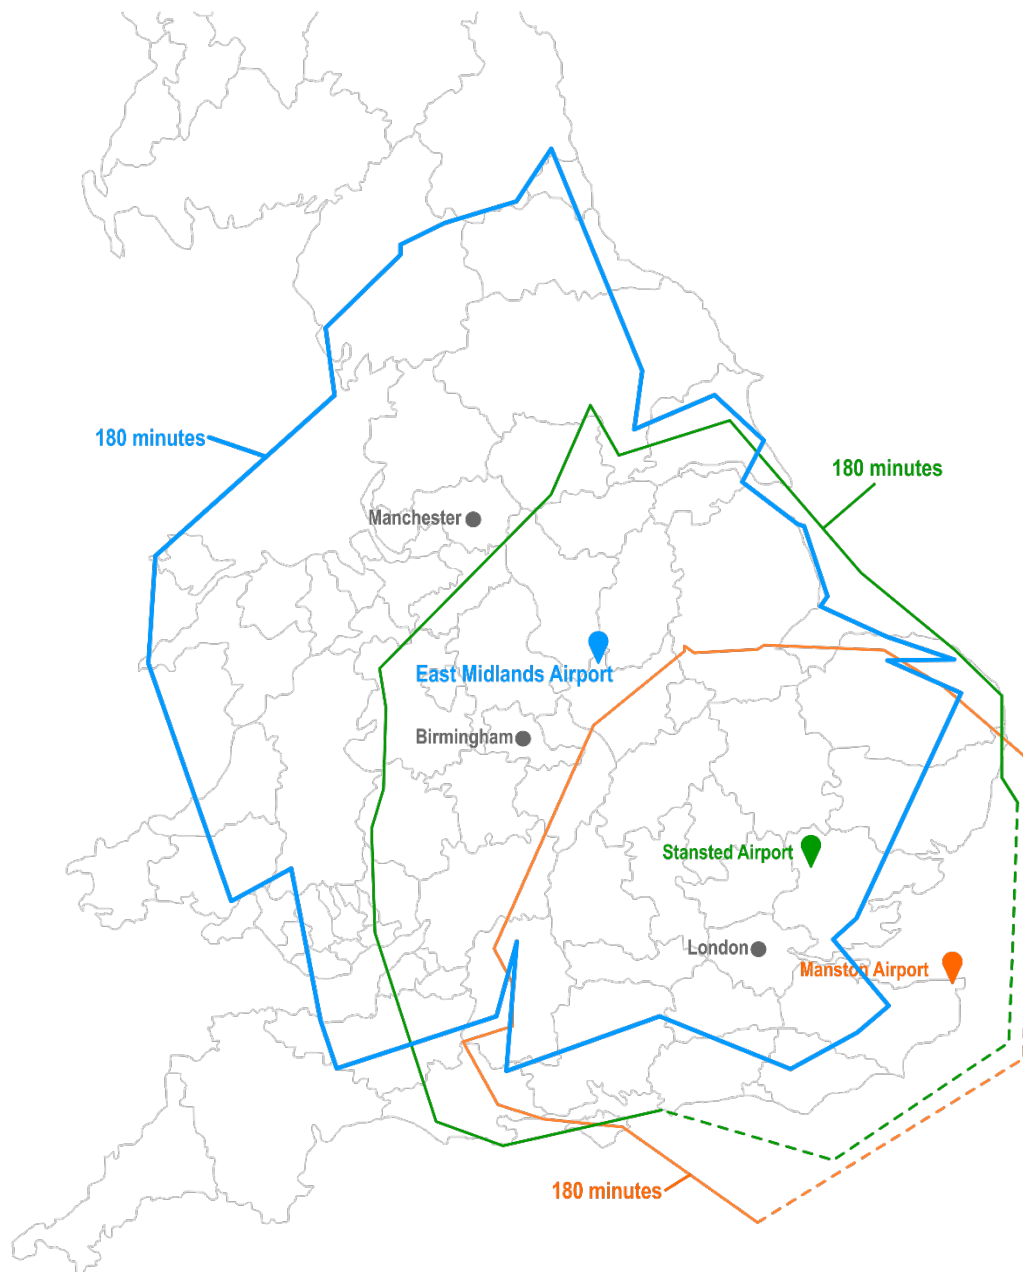 180 minutes
180 minutes
Manchester
East Midlands Airport
Birmingham
Stansted Airport
London
Manston Airport
180 minutes